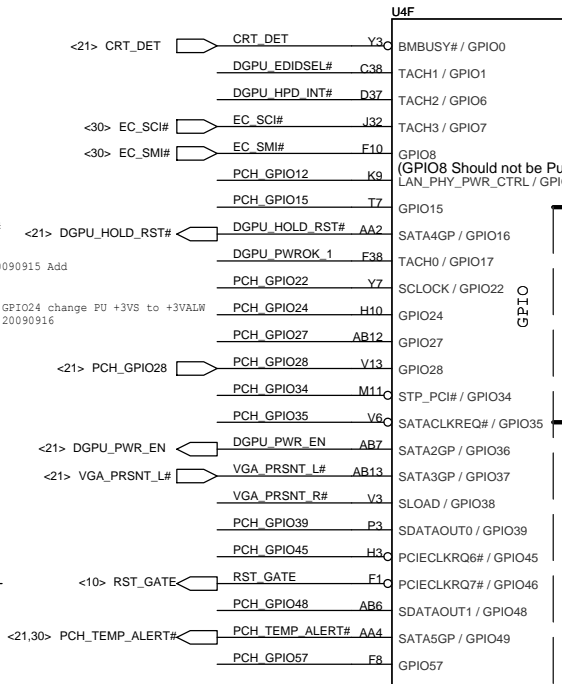 U4F
<21> CRT_DET CRT_DET Y3 BMBUSY# / GPIO0
DGPU_EDIDSEL# C38 TACH1 / GPIO1
DGPU_HPD_INT# D37 TACH2 / GPIO6
<30> EC_SCI# EC_SCI# J32 TACH3 / GPIO7
<30> EC_SMI# EC_SMI# F10 GPIO8
(GPIO8 Should not be Pu
PCH_GPIO12 K9 LAN_PHY_PWR_CTRL / GPIO
PCH_GPIO15 T7 GPIO15
<21> DGPU_HOLD_RST# DGPU_HOLD_RST# AA2 SATA4GP / GPIO16
0090915 Add
DGPU_PWROK_1 F38 TACH0 / GPIO17
PCH_GPIO22 Y7 SCLOCK / GPIO22
GPIO
GPIO24 change PU +3VS to +3VALW
20090916
PCH_GPIO24 H10 GPIO24
PCH_GPIO27 AB12 GPIO27
<21> PCH_GPIO28 PCH_GPIO28 V13 GPIO28
PCH_GPIO34 M11 STP_PCI# / GPIO34
PCH_GPIO35 V6 SATACLKREQ# / GPIO35
<21> DGPU_PWR_EN DGPU_PWR_EN AB7 SATA2GP / GPIO36
<21> VGA_PRSNT_L# VGA_PRSNT_L# AB13 SATA3GP / GPIO37
VGA_PRSNT_R# V3 SLOAD / GPIO38
PCH_GPIO39 P3 SDATAOUT0 / GPIO39
PCH_GPIO45 H3 PCIECLKRQ6# / GPIO45
<10> RST_GATE RST_GATE F1 PCIECLKRQ7# / GPIO46
PCH_GPIO48 AB6 SDATAOUT1 / GPIO48
<21,30> PCH_TEMP_ALERT# PCH_TEMP_ALERT# AA4 SATA5GP / GPIO49
PCH_GPIO57 F8 GPIO57